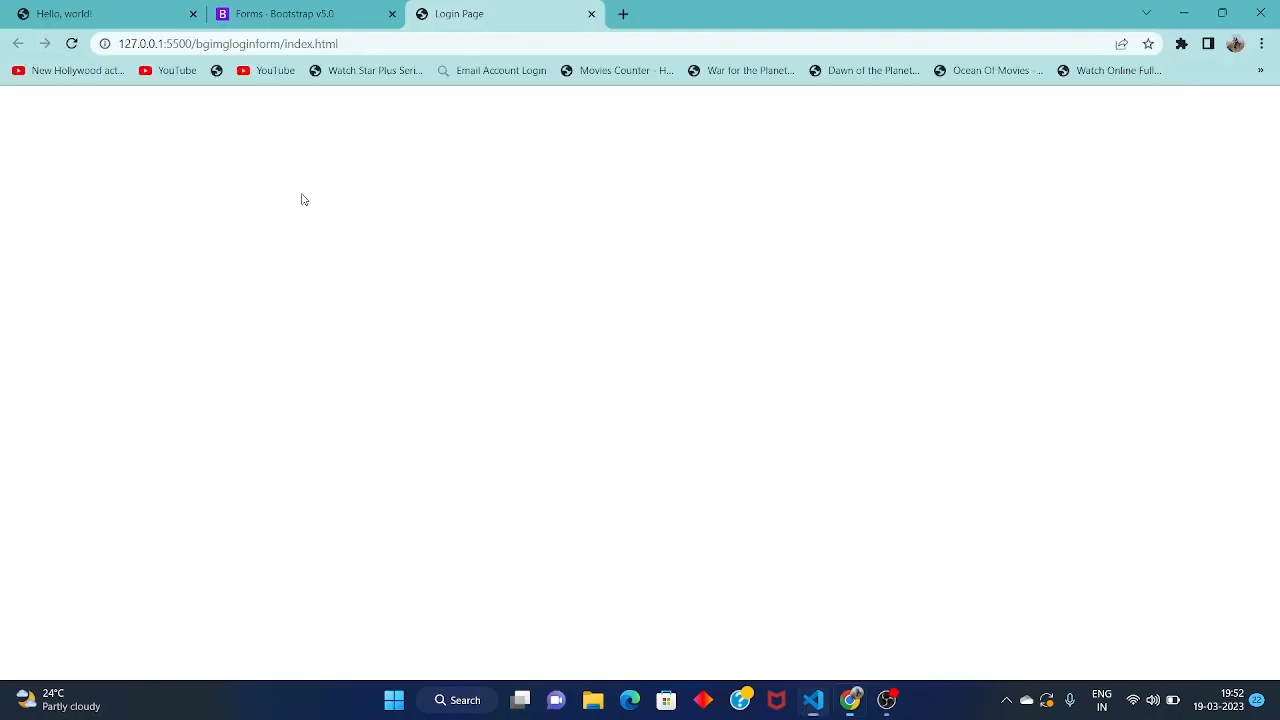 Hello, world!
Forms · Bootstrap v5.0
Login Page
127.0.0.1:5500/bgimgloginform/index.html
New Hollywood act...
YouTube
YouTube
Watch Star Plus Seri...
Email Account Login
Movies Counter - H...
War for the Planet...
Dawn of the Planet...
Ocean Of Movies -...
Watch Online Full...
»
24°C
Partly cloudy
Search
ENG
IN
19:52
19-03-2023
22